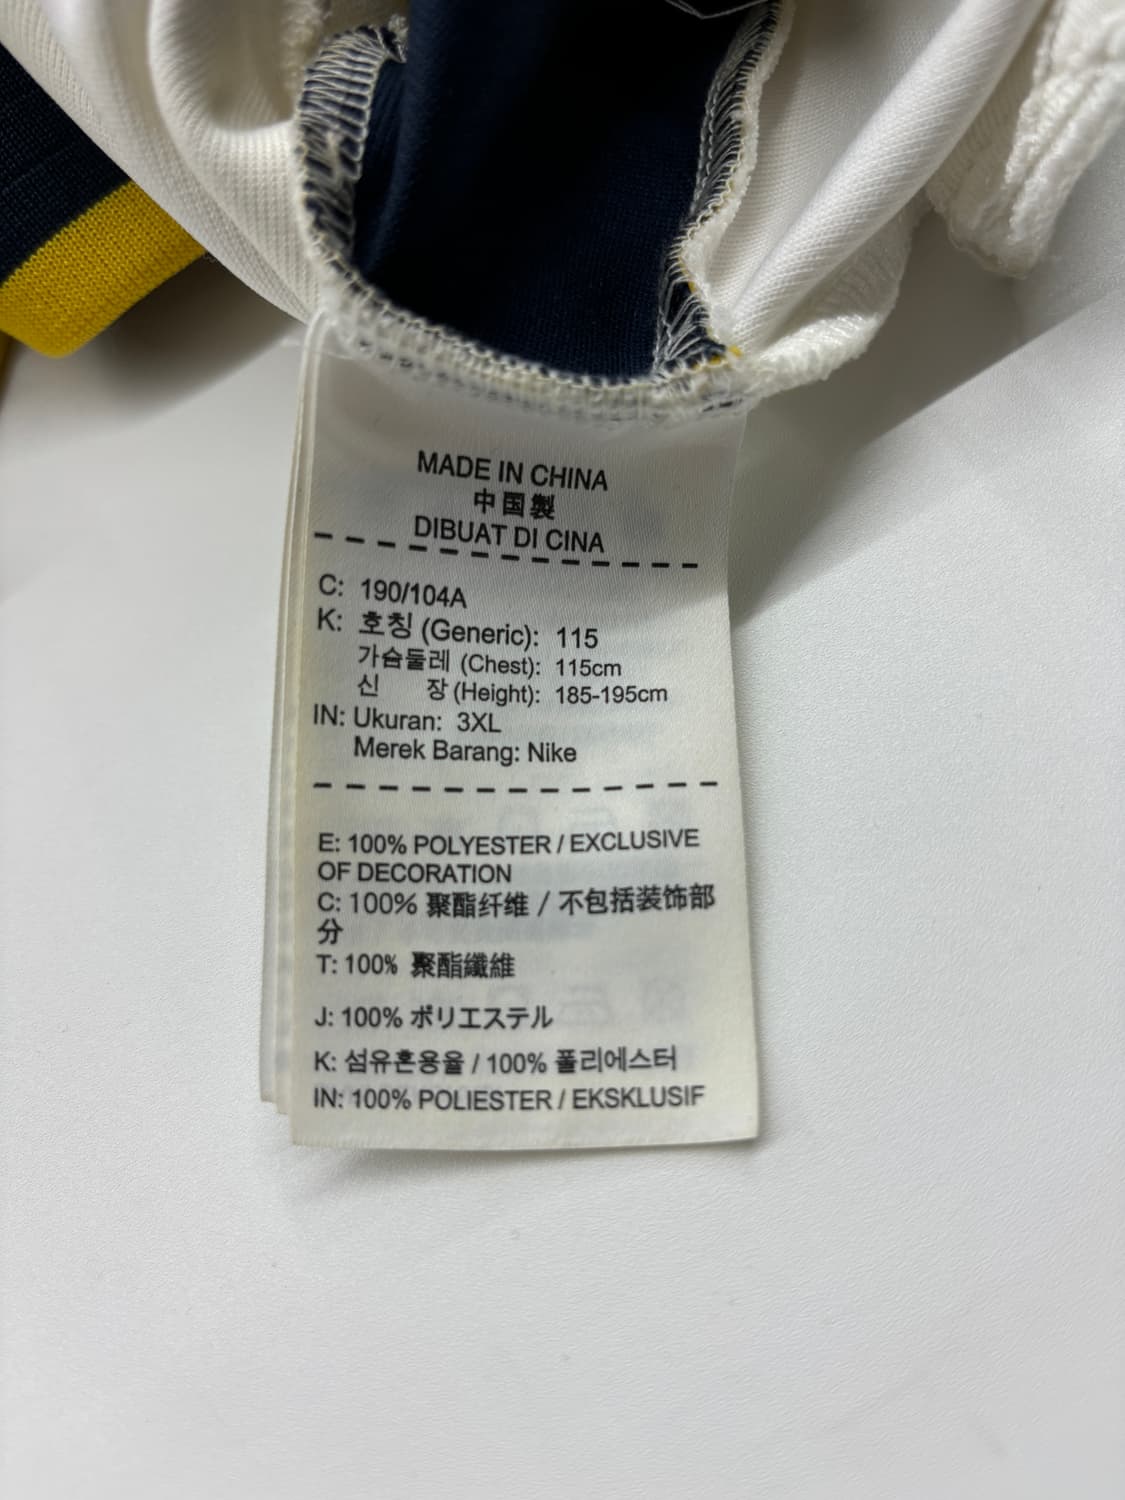 MADE IN CHINA
中国製
DIBUAT DI CINA
C: 190/104A
K: 호칭 (Generic): 115
가슴둘레 (Chest): 115cm
신 장 (Height): 185-195cm
IN: Ukuran: 3XL
Merek Barang: Nike
E: 100% POLYESTER / EXCLUSIVE
OF DECORATION
C: 100% 聚酯纤维 / 不包括装饰部
分
T: 100% 聚酯纖維
J: 100% ポリエステル
K: 섬유혼용율 / 100% 폴리에스터
IN: 100% POLIESTER / EKSKLUSIF